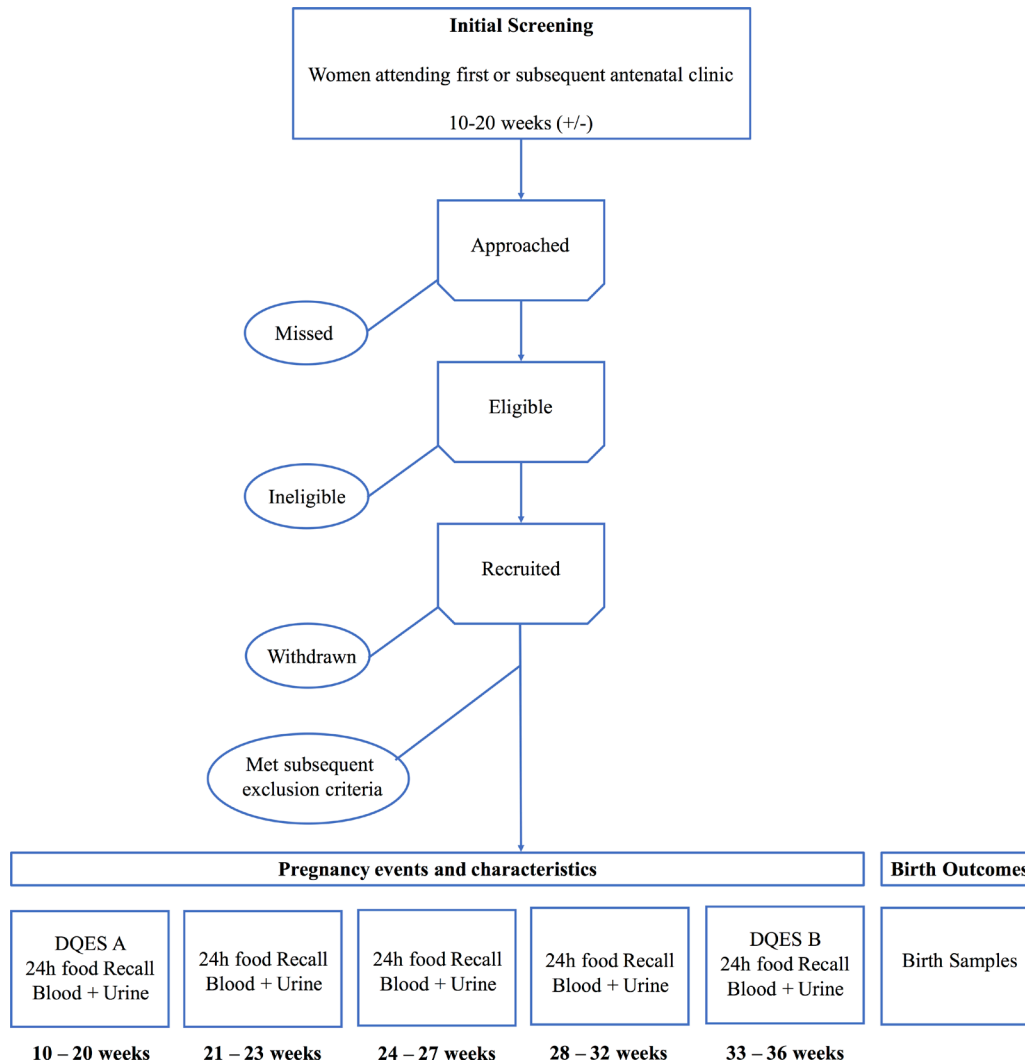 Initial Screening
Women attending first or subsequent antenatal clinic
10-20 weeks (+/-)
Approached
Missed
Eligible
Ineligible
Recruited
Withdrawn
Met subsequent
exclusion criteria
Pregnancy events and characteristics
Birth Outcomes
DQES A
24h food Recall
Blood + Urine
24h food Recall
Blood + Urine
24h food Recall
Blood + Urine
24h food Recall
Blood + Urine
DQES B
24h food Recall
Blood + Urine
Birth Samples
10 – 20 weeks
21 – 23 weeks
24 – 27 weeks
28 – 32 weeks
33 – 36 weeks